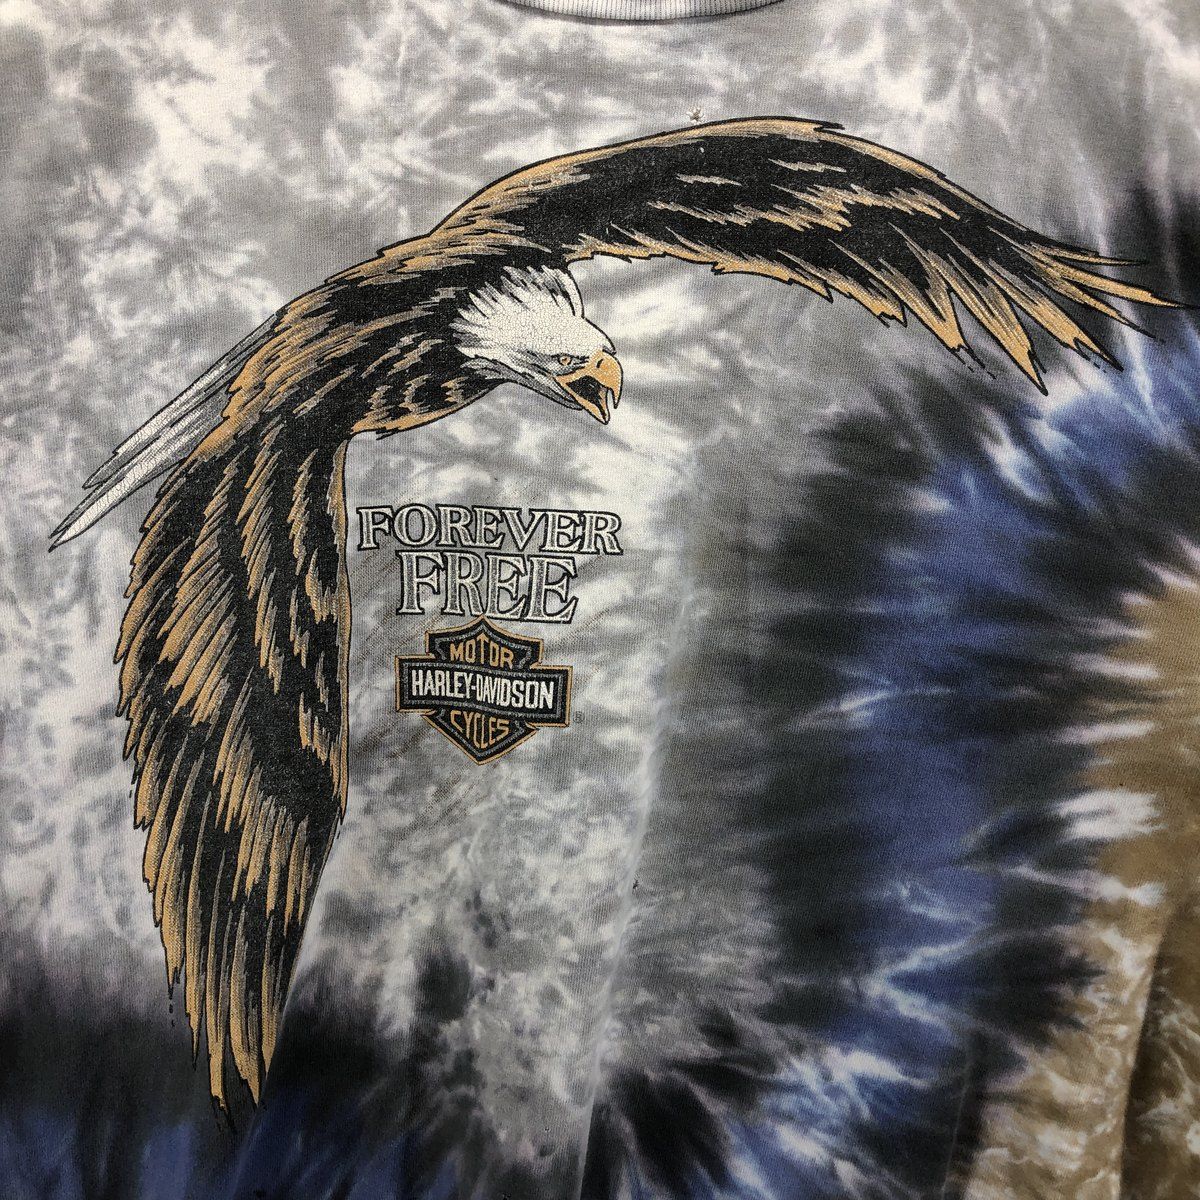 FOREVER
FREE
MOTOR
HARLEY-DAVIDSON
CYCLES
®